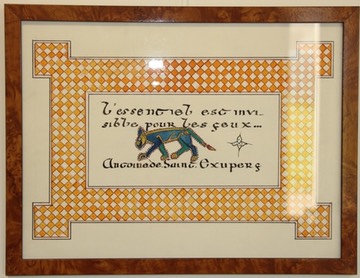 L'essentiel est invi-
sible pour les yeux...
Antoine de Saint. Exupery